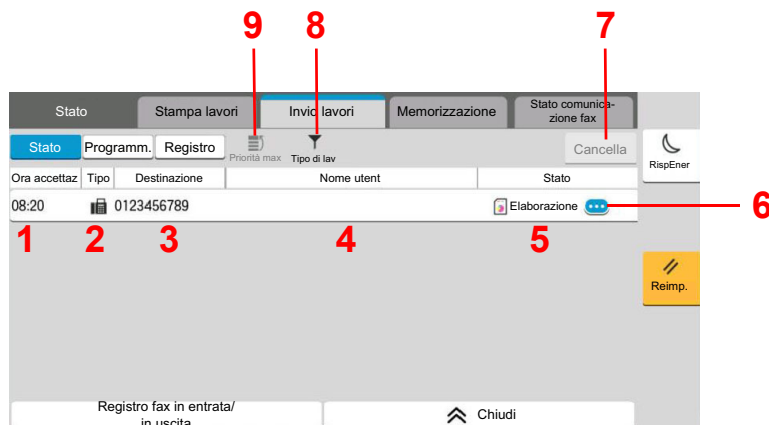 9 8 7
Stato Stampa lavori Invio lavori Memorizzazione Stato comunica-
zione fax
Stato Programm. Registro Priorità max Tipo di lav Cancella RispEner
Ora accettaz Tipo Destinazione Nome utent Stato
08:20 0123456789 Elaborazione 6
1 2 3 4 5
Reimp.
Registro fax in entrata/
in uscita
Chiudi